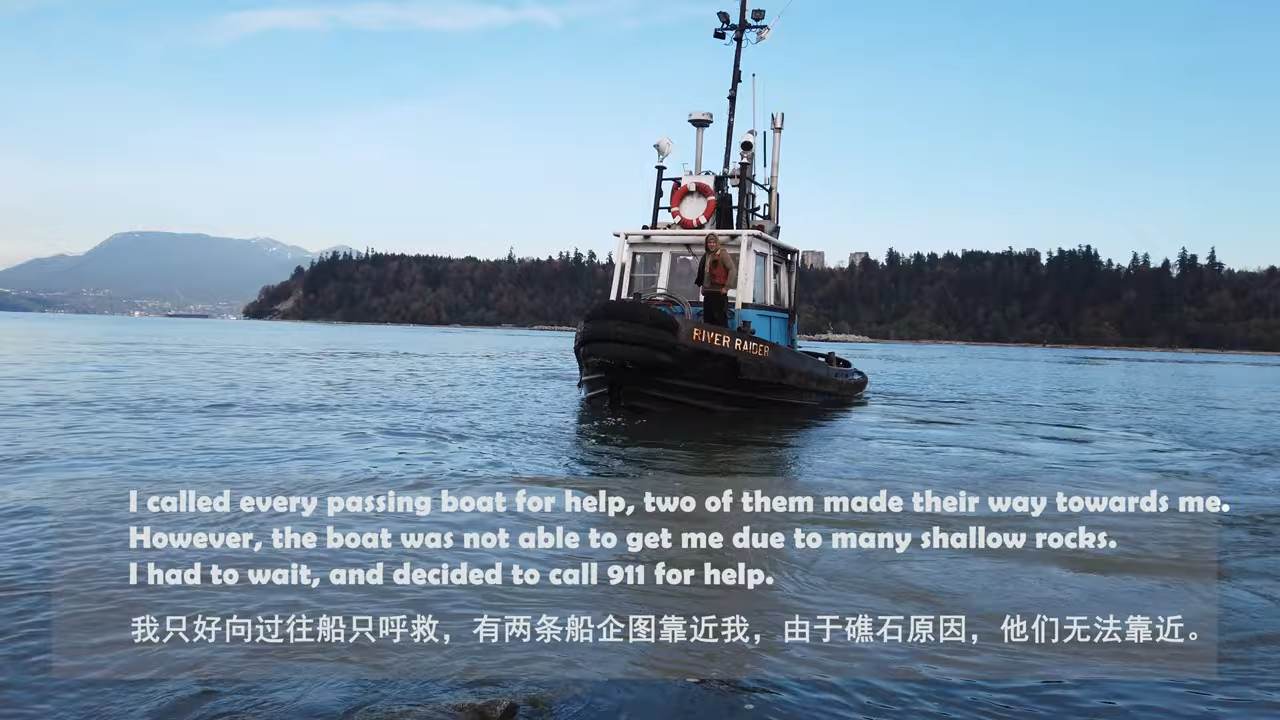 RIVER RAIDER
I called every passing boat for help, two of them made their way towards me.
However, the boat was not able to get me due to many shallow rocks.
I had to wait, and decided to call 911 for help.
我只好向过往船只呼救，有两条船企图靠近我，由于礁石原因，他们无法靠近。